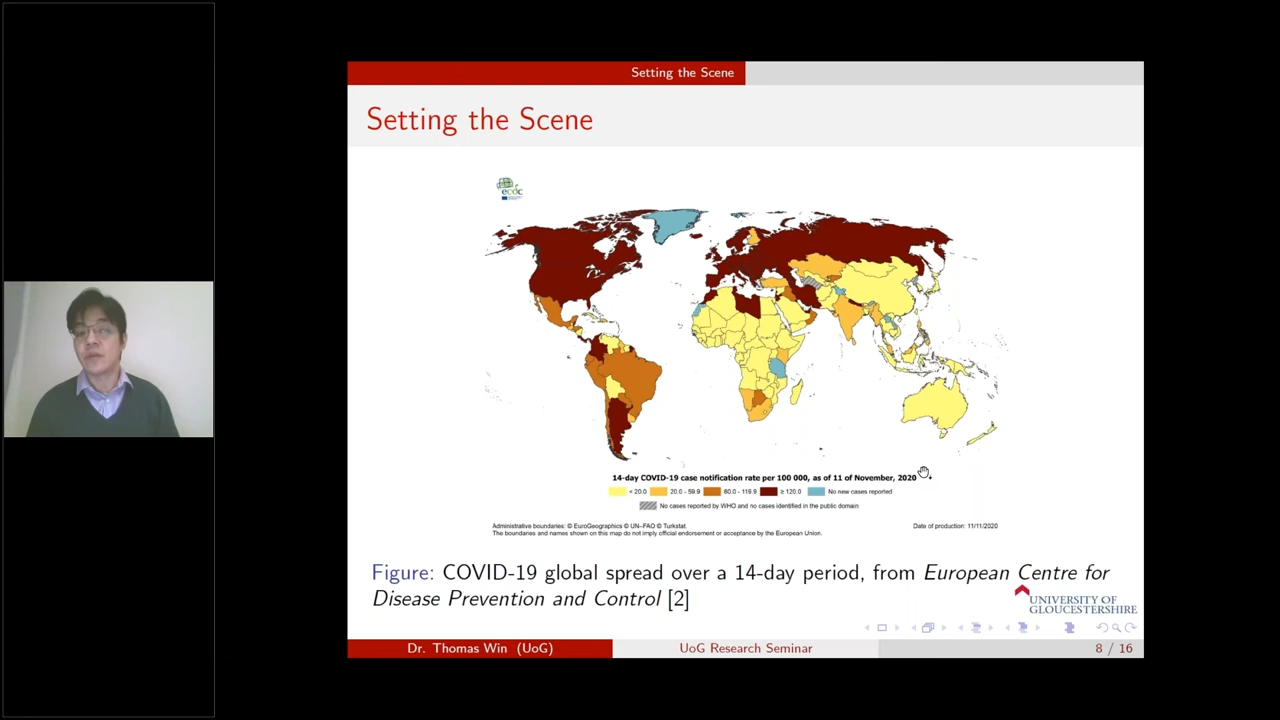 Setting the Scene
Setting the Scene
ecdc
14-day COVID-19 case notification rate per 100 000, as of 11 of November, 2020
< 20.0 20.0 - 59.9 60.0 - 119.9 ≥ 120.0 No new cases reported
No cases reported by WHO and no cases identified in the public domain
Administrative boundaries: © EuroGeographics © UN–FAO © Turkstat.
The boundaries and names shown on this map do not imply official endorsement or acceptance by the European Union.
Date of production: 11/11/2020
Figure: COVID-19 global spread over a 14-day period, from European Centre for
Disease Prevention and Control [2]
UNIVERSITY OF
GLOUCESTERSHIRE
Dr. Thomas Win (UoG) UoG Research Seminar 8 / 16